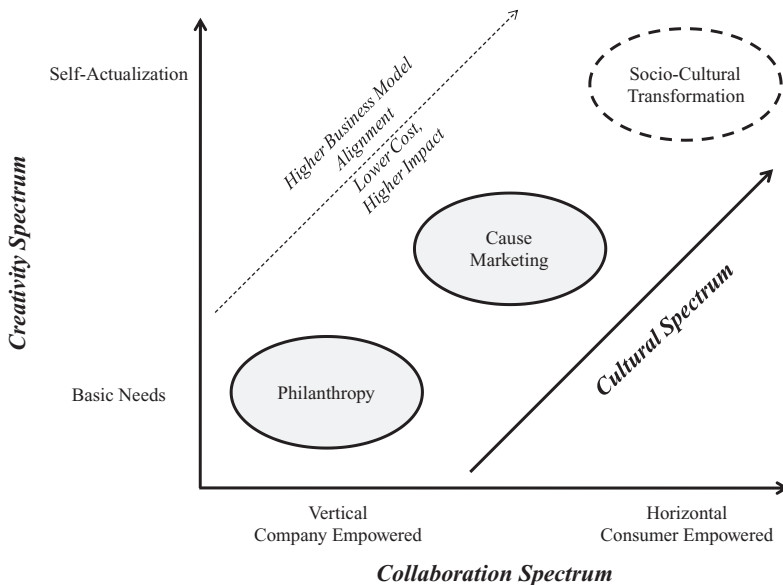 Self-Actualization
Socio-Cultural
Transformation
Higher Business Model
Alignment
Lower Cost,
Higher Impact
Creativity Spectrum
Cause
Marketing
Cultural Spectrum
Basic Needs
Philanthropy
Vertical
Company Empowered
Horizontal
Consumer Empowered
Collaboration Spectrum